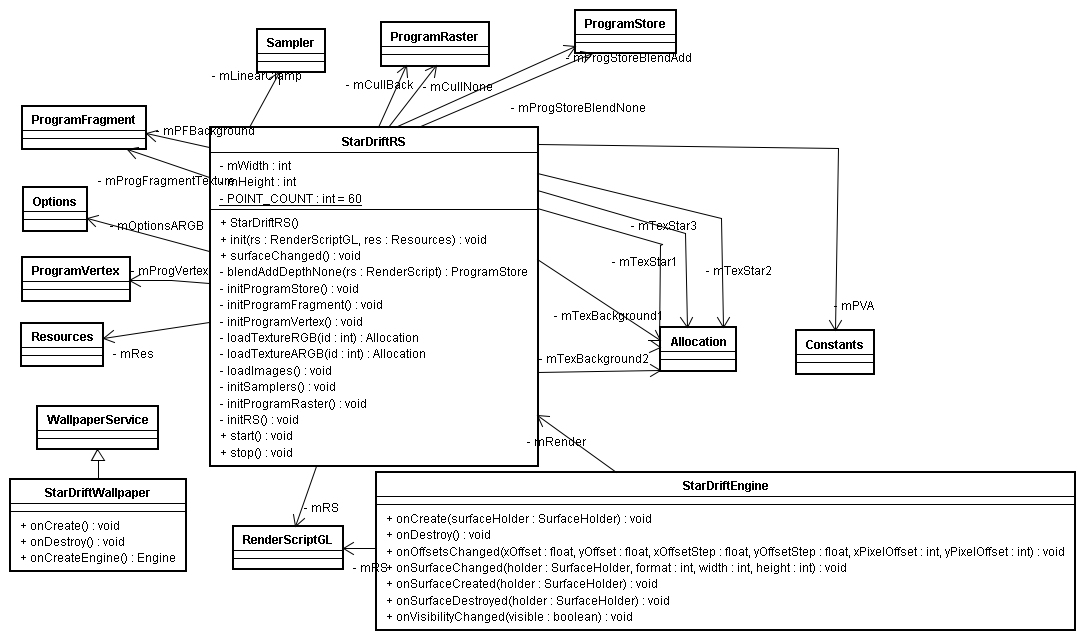 ProgramStore
Sampler
ProgramRaster
- mProgStoreBlendAdd
- mLinearClamp
- mCullBack
- mCullNone
- mProgStoreBlendNone
ProgramFragment
- mPFBackground
StarDriftRS
- mWidth : int
- mProgFragmentTexture
- mHeight : int
- POINT_COUNT : int = 60
Options
- mOptionsARGB
+ StarDriftRS()
- mTexStar3
+ init(rs : RenderScriptGL, res : Resources) : void
+ surfaceChanged() : void
- mTexStar1
ProgramVertex
- mProgVertex
- blendAddDepthNone(rs : RenderScript) : ProgramStore
- mTexStar2
- initProgramStore() : void
- initProgramFragment() : void
- mPVA
- initProgramVertex() : void
- mTexBackground1
Resources
- mRes
- loadTextureRGB(id : int) : Allocation
Allocation
Constants
- loadTextureARGB(id : int) : Allocation
- mTexBackground2
- loadImages() : void
- initSamplers() : void
- initProgramRaster() : void
- initRS() : void
+ start() : void
+ stop() : void
WallpaperService
- mRender
StarDriftWallpaper
+ onCreate() : void
+ onDestroy() : void
+ onCreateEngine() : Engine
- mRS
RenderScriptGL
- mRS
StarDriftEngine
+ onCreate(surfaceHolder : SurfaceHolder) : void
+ onDestroy() : void
+ onOffsetsChanged(xOffset : float, yOffset : float, xOffsetStep : float, yOffsetStep : float, xPixelOffset : int, yPixelOffset : int) : void
+ onSurfaceChanged(holder : SurfaceHolder, format : int, width : int, height : int) : void
+ onSurfaceCreated(holder : SurfaceHolder) : void
+ onSurfaceDestroyed(holder : SurfaceHolder) : void
+ onVisibilityChanged(visible : boolean) : void